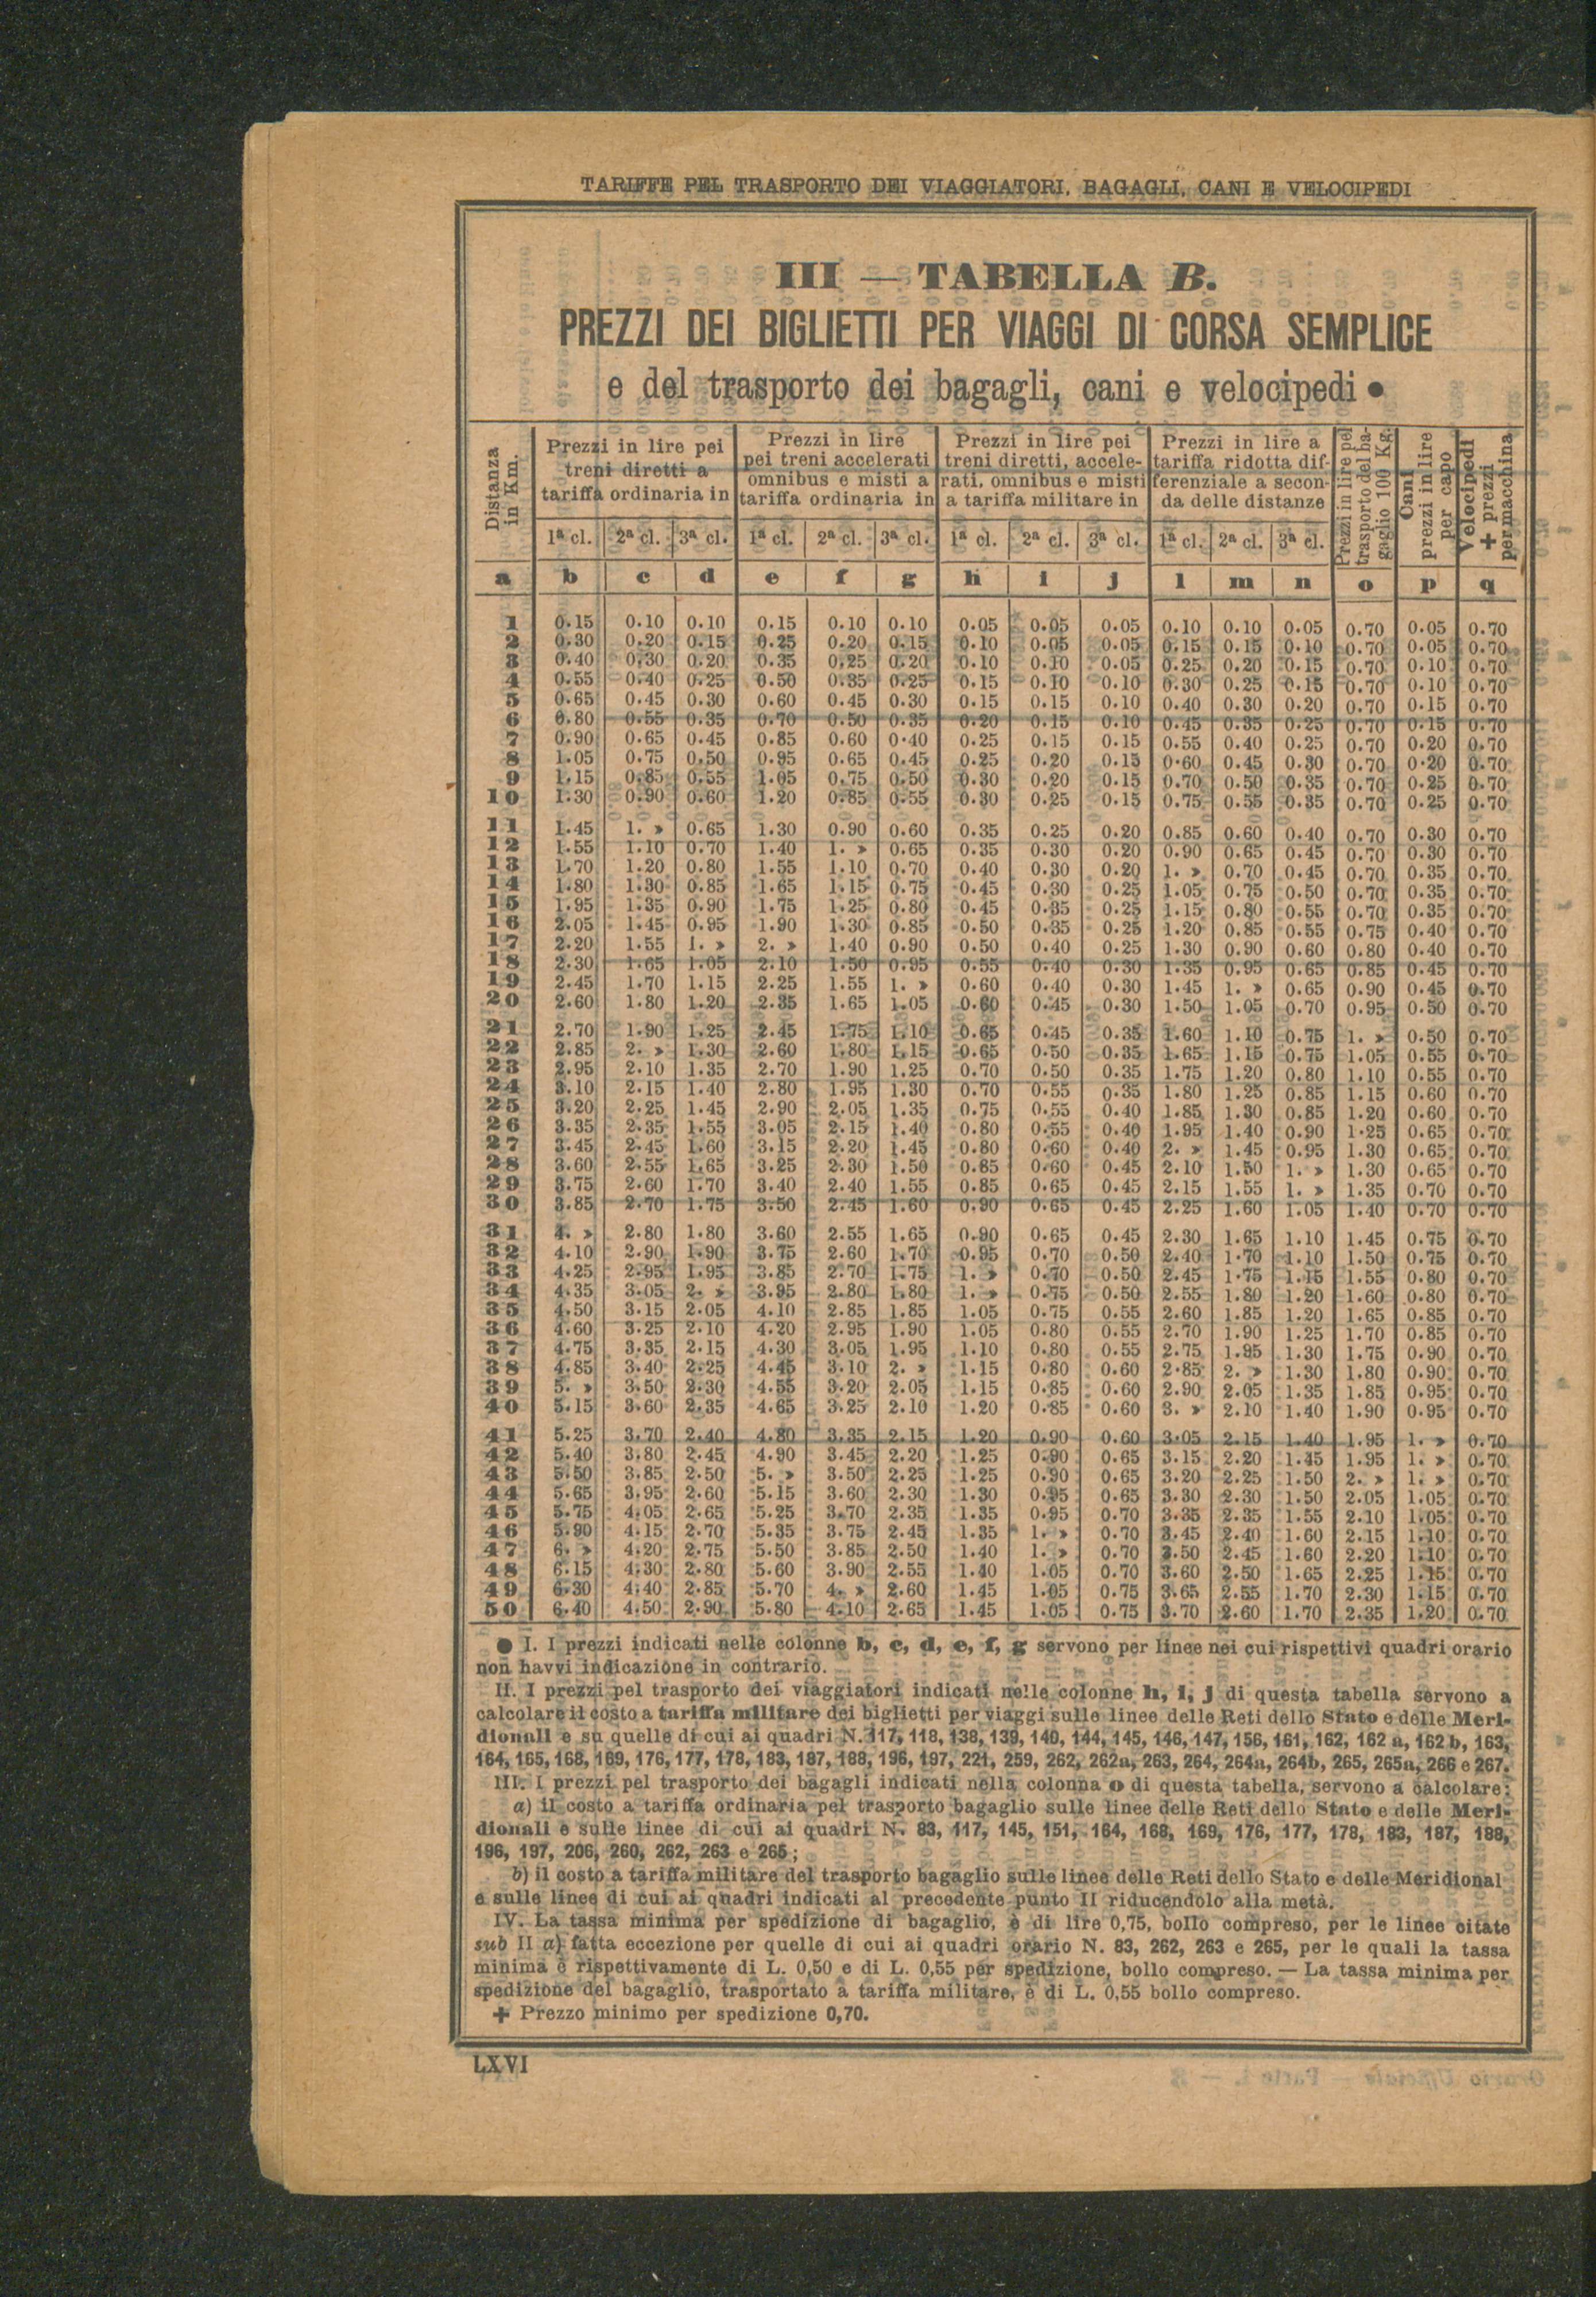 TARIFFE PEL TRASPORTO DEI VIAGGIATORI, BAGAGLI, CANI E VELOCIPEDI
III — TABELLA B.
PREZZI DEI BIGLIETTI PER VIAGGI DI CORSA SEMPLICE
e del trasporto dei bagagli, cani e velocipedi ●
Distanza in Km.
Prezzi in lire pei treni diretti a tariffa ordinaria in
Prezzi in lire pei treni accelerati omnibus e misti a tariffa ordinaria in
Prezzi in lire pei treni diretti, accelerati, omnibus e misti a tariffa militare in
Prezzi in lire a tariffa ridotta differenziale a seconda delle distanze
Prezzi in lire pel trasporto del bagaglio 100 Kg.
Cani prezzi in lire per capo
Velocipedi + prezzi per macchina
1ª cl. 2ª cl. 3ª cl. 1ª cl. 2ª cl. 3ª cl. 1ª cl. 2ª cl. 3ª cl. 1ª cl. 2ª cl. 3ª cl.
a b c d e f g h i j l m n o p q
1 0.15 0.10 0.10 0.15 0.10 0.10 0.05 0.05 0.05 0.10 0.10 0.05 0.70 0.05 0.70
2 0.30 0.20 0.15 0.25 0.20 0.15 0.10 0.05 0.05 0.15 0.15 0.10 0.70 0.05 0.70
3 0.40 0.30 0.20 0.35 0.25 0.20 0.10 0.10 0.05 0.25 0.20 0.15 0.70 0.10 0.70
4 0.55 0.40 0.25 0.50 0.35 0.25 0.15 0.10 0.10 0.30 0.25 0.15 0.70 0.10 0.70
5 0.65 0.45 0.30 0.60 0.45 0.30 0.15 0.15 0.10 0.40 0.30 0.20 0.70 0.15 0.70
6 0.80 0.55 0.35 0.70 0.50 0.35 0.20 0.15 0.10 0.45 0.35 0.25 0.70 0.15 0.70
7 0.90 0.65 0.45 0.85 0.60 0.40 0.25 0.15 0.15 0.55 0.40 0.25 0.70 0.20 0.70
8 1.05 0.75 0.50 0.95 0.65 0.45 0.25 0.20 0.15 0.60 0.45 0.30 0.70 0.20 0.70
9 1.15 0.85 0.55 1.05 0.75 0.50 0.30 0.20 0.15 0.70 0.50 0.35 0.70 0.25 0.70
10 1.30 0.90 0.60 1.20 0.85 0.55 0.30 0.25 0.15 0.75 0.55 0.35 0.70 0.25 0.70
11 1.45 1. » 0.65 1.30 0.90 0.60 0.35 0.25 0.20 0.85 0.60 0.40 0.70 0.30 0.70
12 1.55 1.10 0.70 1.40 1. » 0.65 0.35 0.30 0.20 0.90 0.65 0.45 0.70 0.30 0.70
13 1.70 1.20 0.80 1.55 1.10 0.70 0.40 0.30 0.20 1. » 0.70 0.45 0.70 0.35 0.70
14 1.80 1.30 0.85 1.65 1.15 0.75 0.45 0.30 0.25 1.05 0.75 0.50 0.70 0.35 0.70
15 1.95 1.35 0.90 1.75 1.25 0.80 0.45 0.35 0.25 1.15 0.80 0.55 0.70 0.35 0.70
16 2.05 1.45 0.95 1.90 1.30 0.85 0.50 0.35 0.25 1.20 0.85 0.55 0.75 0.40 0.70
17 2.20 1.55 1. » 2. » 1.40 0.90 0.50 0.40 0.25 1.30 0.90 0.60 0.80 0.40 0.70
18 2.30 1.65 1.05 2.10 1.50 0.95 0.55 0.40 0.30 1.35 0.95 0.65 0.85 0.45 0.70
19 2.45 1.70 1.15 2.25 1.55 1. » 0.60 0.40 0.30 1.45 1. » 0.65 0.90 0.45 0.70
20 2.60 1.80 1.20 2.35 1.65 1.05 0.60 0.45 0.30 1.50 1.05 0.70 0.95 0.50 0.70
21 2.70 1.90 1.25 2.45 1.75 1.10 0.65 0.45 0.35 1.60 1.10 0.75 1. » 0.50 0.70
22 2.85 2. » 1.30 2.60 1.80 1.15 0.65 0.50 0.35 1.65 1.15 0.75 1.05 0.55 0.70
23 2.95 2.10 1.35 2.70 1.90 1.25 0.70 0.50 0.35 1.75 1.20 0.80 1.10 0.55 0.70
24 3.10 2.15 1.40 2.80 1.95 1.30 0.70 0.55 0.35 1.80 1.25 0.85 1.15 0.60 0.70
25 3.20 2.25 1.45 2.90 2.05 1.35 0.75 0.55 0.40 1.85 1.30 0.85 1.20 0.60 0.70
26 3.35 2.35 1.55 3.05 2.15 1.40 0.80 0.55 0.40 1.95 1.40 0.90 1.25 0.65 0.70
27 3.45 2.45 1.60 3.15 2.20 1.45 0.80 0.60 0.40 2. » 1.45 0.95 1.30 0.65 0.70
28 3.60 2.55 1.65 3.25 2.30 1.50 0.85 0.60 0.45 2.10 1.50 1. » 1.30 0.65 0.70
29 3.75 2.60 1.70 3.40 2.40 1.55 0.85 0.65 0.45 2.15 1.55 1. » 1.35 0.70 0.70
30 3.85 2.70 1.75 3.50 2.45 1.60 0.90 0.65 0.45 2.25 1.60 1.05 1.40 0.70 0.70
31 4. » 2.80 1.80 3.60 2.55 1.65 0.90 0.65 0.45 2.30 1.65 1.10 1.45 0.75 0.70
32 4.10 2.90 1.90 3.75 2.60 1.70 0.95 0.70 0.50 2.40 1.70 1.10 1.50 0.75 0.70
33 4.25 2.95 1.95 3.85 2.70 1.75 1. » 0.70 0.50 2.45 1.75 1.15 1.55 0.80 0.70
34 4.35 3.05 2. » 3.95 2.80 1.80 1. » 0.75 0.50 2.55 1.80 1.20 1.60 0.80 0.70
35 4.50 3.15 2.05 4.10 2.85 1.85 1.05 0.75 0.55 2.60 1.85 1.20 1.65 0.85 0.70
36 4.60 3.25 2.10 4.20 2.95 1.90 1.05 0.80 0.55 2.70 1.90 1.25 1.70 0.85 0.70
37 4.75 3.35 2.15 4.30 3.05 1.95 1.10 0.80 0.55 2.75 1.95 1.30 1.75 0.90 0.70
38 4.85 3.40 2.25 4.45 3.10 2. » 1.15 0.80 0.60 2.85 2. » 1.30 1.80 0.90 0.70
39 5. » 3.50 2.30 4.55 3.20 2.05 1.15 0.85 0.60 2.90 2.05 1.35 1.85 0.95 0.70
40 5.15 3.60 2.35 4.65 3.25 2.10 1.20 0.85 0.60 3. » 2.10 1.40 1.90 0.95 0.70
41 5.25 3.70 2.40 4.80 3.35 2.15 1.20 0.90 0.60 3.05 2.15 1.40 1.95 1. » 0.70
42 5.40 3.80 2.45 4.90 3.45 2.20 1.25 0.90 0.65 3.15 2.20 1.45 1.95 1. » 0.70
43 5.50 3.85 2.50 5. » 3.50 2.25 1.25 0.90 0.65 3.20 2.25 1.50 2. » 1. » 0.70
44 5.65 3.95 2.60 5.15 3.60 2.30 1.30 0.95 0.65 3.30 2.30 1.50 2.05 1.05 0.70
45 5.75 4.05 2.65 5.25 3.70 2.35 1.35 0.95 0.70 3.35 2.35 1.55 2.10 1.05 0.70
46 5.90 4.15 2.70 5.35 3.75 2.45 1.35 1. » 0.70 3.45 2.40 1.60 2.15 1.10 0.70
47 6. » 4.20 2.75 5.50 3.85 2.50 1.40 1. » 0.70 3.50 2.45 1.60 2.20 1.10 0.70
48 6.15 4.30 2.80 5.60 3.90 2.55 1.40 1.05 0.70 3.60 2.50 1.65 2.25 1.15 0.70
49 6.30 4.40 2.85 5.70 4. » 2.60 1.45 1.05 0.75 3.65 2.55 1.70 2.30 1.15 0.70
50 6.40 4.50 2.90 5.80 4.10 2.65 1.45 1.05 0.75 3.70 2.60 1.70 2.35 1.20 0.70
● I. I prezzi indicati nelle colonne b, c, d, e, f, g servono per linee nei cui rispettivi quadri orario
non havvi indicazione in contrario.
II. I prezzi pel trasporto dei viaggiatori indicati nelle colonne h, i, j di questa tabella servono a
calcolare il costo a tariffa militare dei biglietti per viaggi sulle linee delle Reti dello Stato e delle Meri-
dionali e su quelle di cui ai quadri N. 117, 118, 138, 139, 140, 144, 145, 146, 147, 156, 161, 162, 162 a, 162 b, 163,
164, 165, 168, 169, 176, 177, 178, 183, 187, 188, 196, 197, 221, 259, 262, 262a, 263, 264, 264a, 264b, 265, 265a, 266 e 267.
III. I prezzi pel trasporto dei bagagli indicati nella colonna o di questa tabella, servono a calcolare:
a) il costo a tariffa ordinaria pel trasporto bagaglio sulle linee delle Reti dello Stato e delle Meri-
dionali e sulle linee di cui ai quadri N. 83, 117, 145, 151, 164, 168, 169, 176, 177, 178, 183, 187, 188,
196, 197, 206, 260, 262, 263 e 265;
b) il costo a tariffa militare del trasporto bagaglio sulle linee delle Reti dello Stato e delle Meridional
e sulle linee di cui ai quadri indicati al precedente punto II riducendolo alla metà.
IV. La tassa minima per spedizione di bagaglio, è di lire 0,75, bollo compreso, per le linee citate
sub II a) fatta eccezione per quelle di cui ai quadri orario N. 83, 262, 263 e 265, per le quali la tassa
minima è rispettivamente di L. 0,50 e di L. 0,55 per spedizione, bollo compreso. — La tassa minima per
spedizione del bagaglio, trasportato a tariffa militare, è di L. 0,55 bollo compreso.
+ Prezzo minimo per spedizione 0,70.
LXVI